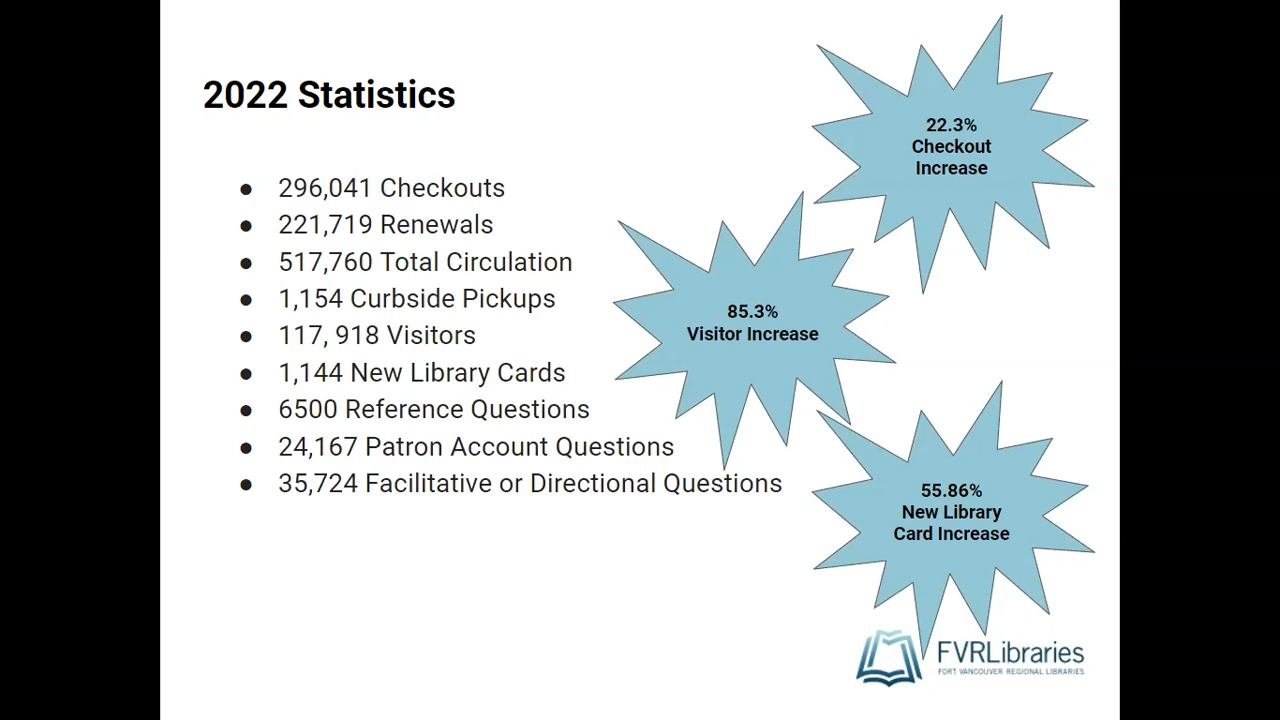 2022 Statistics
● 296,041 Checkouts
● 221,719 Renewals
● 517,760 Total Circulation
● 1,154 Curbside Pickups
● 117, 918 Visitors
● 1,144 New Library Cards
● 6500 Reference Questions
● 24,167 Patron Account Questions
● 35,724 Facilitative or Directional Questions
22.3%
Checkout
Increase
85.3%
Visitor Increase
55.86%
New Library
Card Increase
FVRLibraries
FORT VANCOUVER REGIONAL LIBRARIES